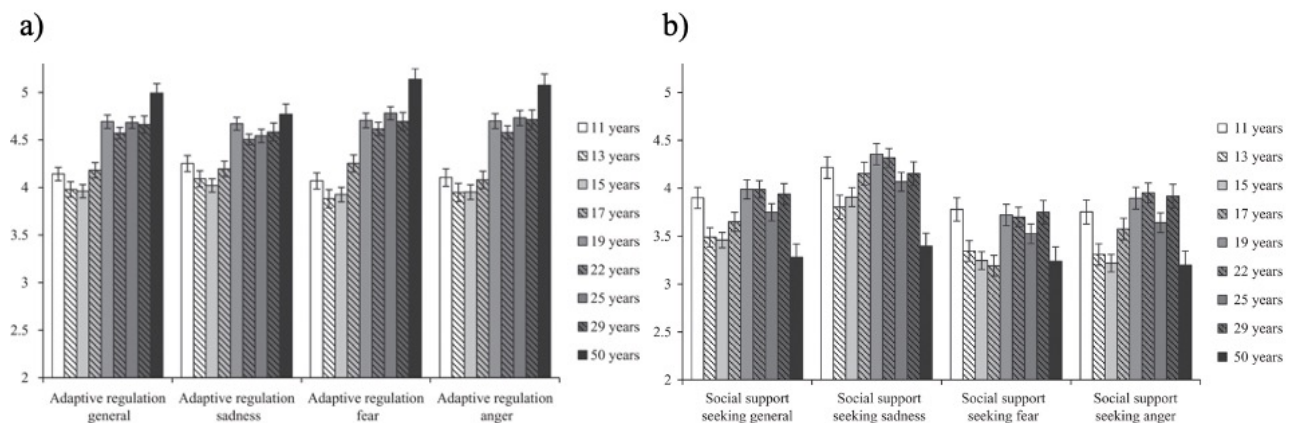 a)
5
4.5
4
3.5
3
2.5
2
Adaptive regulation
general
Adaptive regulation
sadness
Adaptive regulation
fear
Adaptive regulation
anger
11 years
13 years
15 years
17 years
19 years
22 years
25 years
29 years
50 years
b)
5
4.5
4
3.5
3
2.5
2
Social support
seeking general
Social support
seeking sadness
Social support
seeking fear
Social support
seeking anger
11 years
13 years
15 years
17 years
19 years
22 years
25 years
29 years
50 years